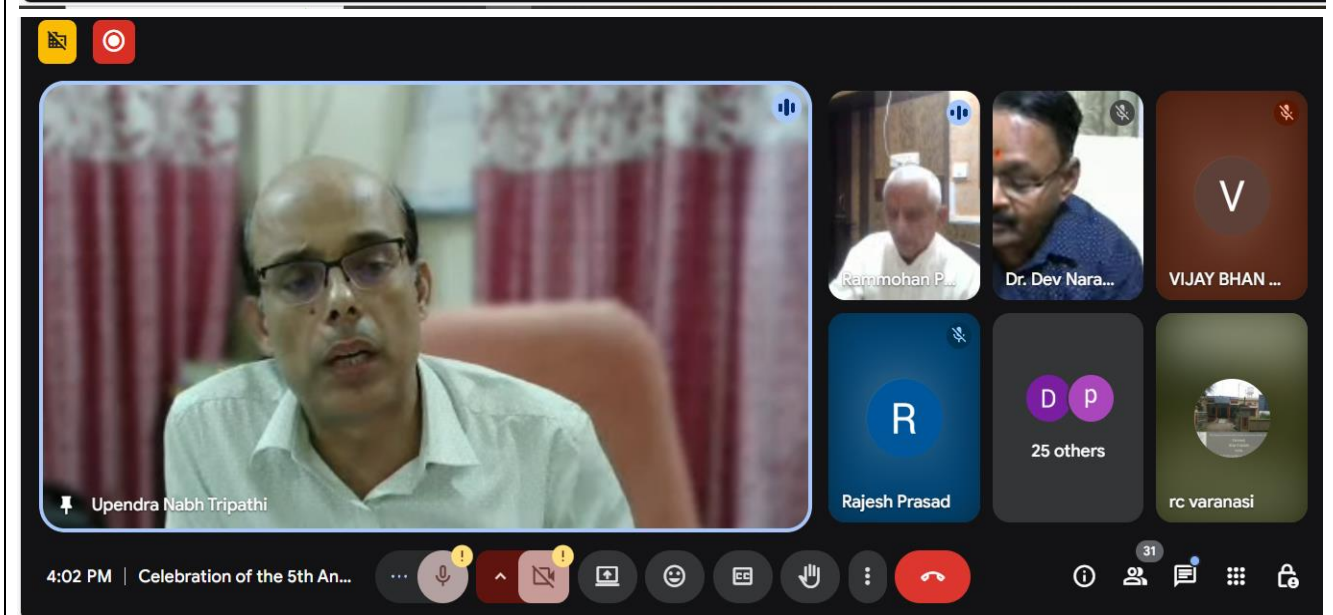 Upendra Nabh Tripathi
Rammohan P...
Dr. Dev Nara...
V
VIJAY BHAN ...
R
Rajesh Prasad
D P
25 others
rc varanasi
4:02 PM | Celebration of the 5th An...
31